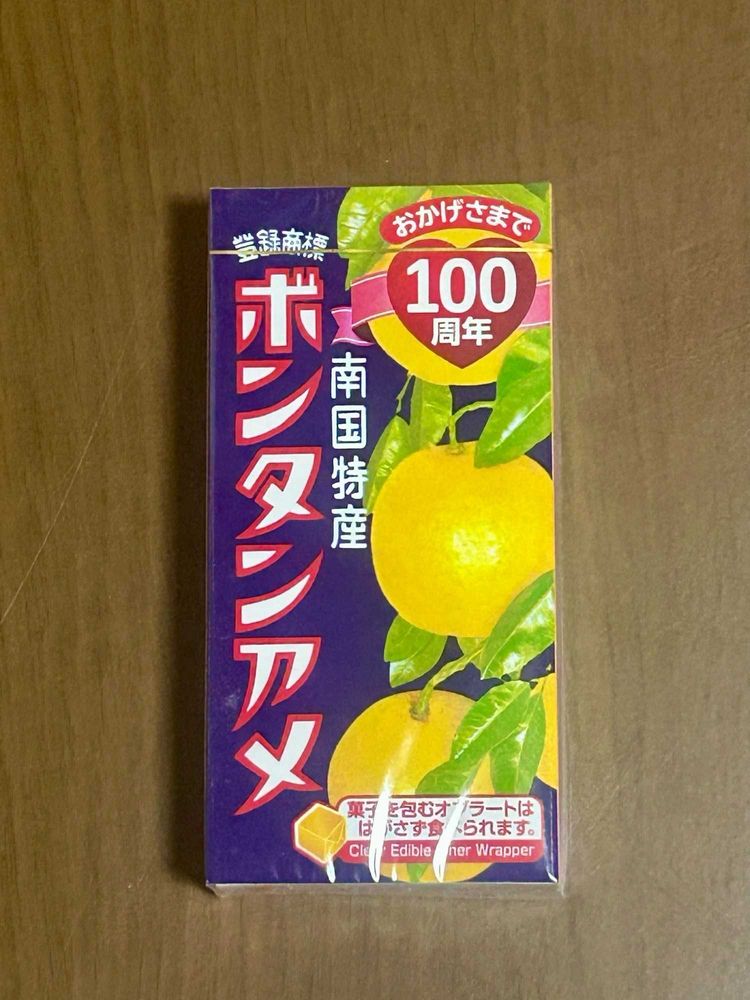 おかげさまで
100
周年
登録商標
ボンタンアメ
南国特産
菓子を包むオブラートは
はがさず食べられます。
Clear Edible Inner Wrapper